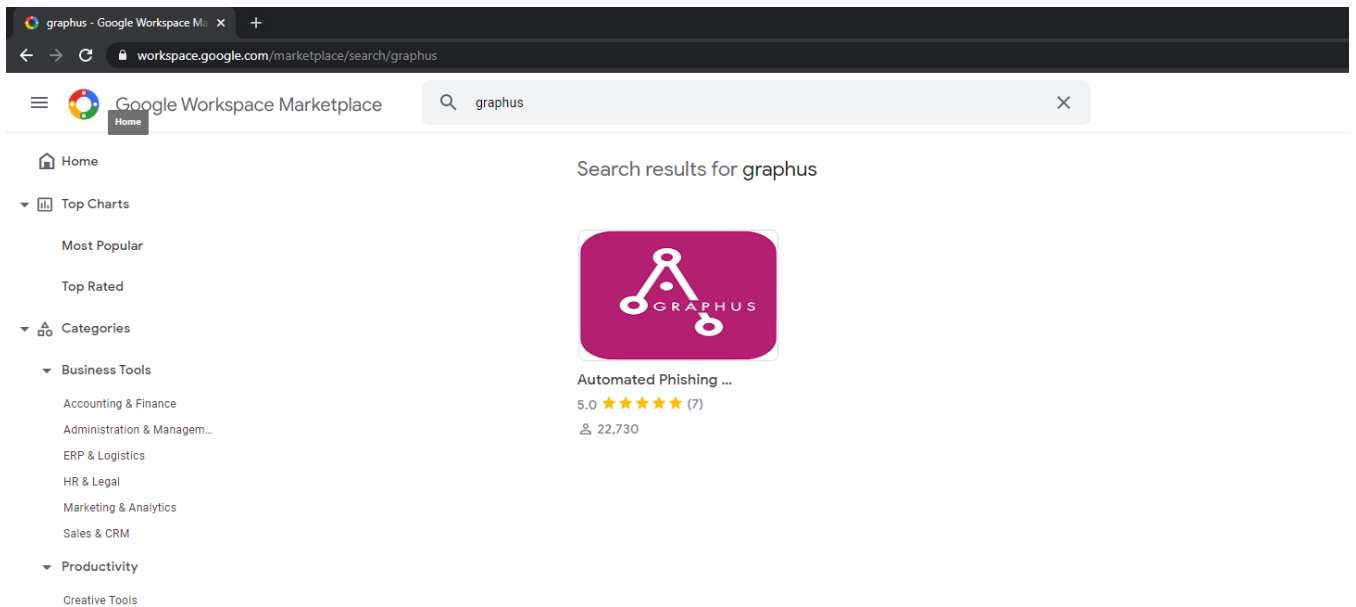 graphus - Google Workspace Ma
workspace.google.com/marketplace/search/graphus
Google Workspace Marketplace
graphus
Home
Home
Search results for graphus
Top Charts
Most Popular
Top Rated
Categories
Business Tools
Accounting & Finance
Administration & Managem...
ERP & Logistics
HR & Legal
Marketing & Analytics
Sales & CRM
Productivity
Creative Tools
GRAPHUS
Automated Phishing ...
5.0 (7)
22,730